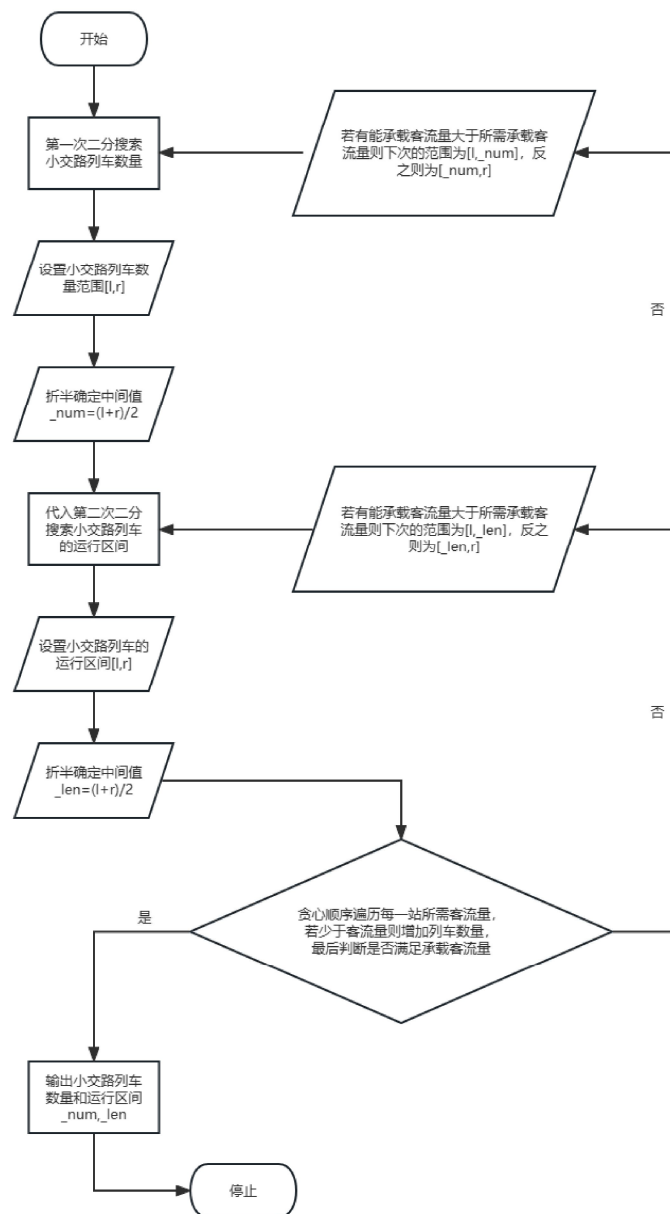 开始
第一次二分搜索
小交路列车数量
若有能承载客流量大于所需承载客
流量则下次的范围为[l,_num]，反
之则为[_num,r]
设置小交路列车数
量范围[l,r]
否
折半确定中间值
_num=(l+r)/2
代入第二次二分
搜索小交路列车
的运行区间
若有能承载客流量大于所需承载客
流量则下次的范围为[l,_len]，反之
则为[_len,r]
设置小交路列车的
运行区间[l,r]
否
折半确定中间值
_len=(l+r)/2
贪心顺序遍历每一站所需客流量，
若少于客流量则增加列车数量，
最后判断是否满足承载客流量
是
输出小交路列车
数量和运行区间
_num,_len
停止